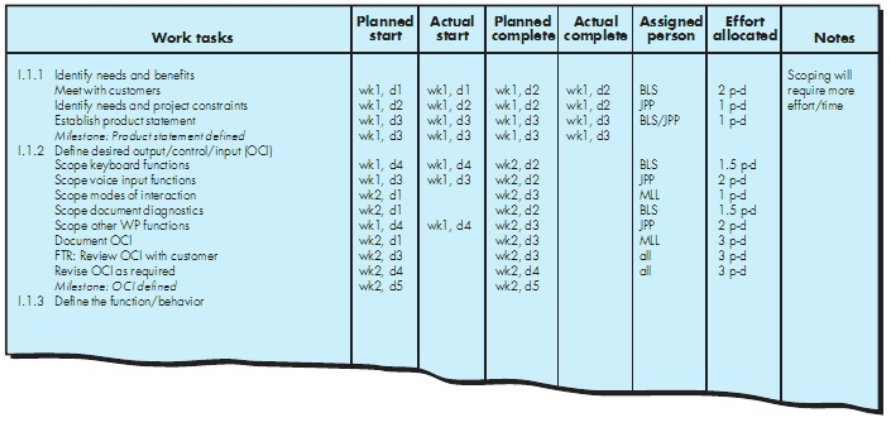 Work tasks Planned start Actual start Planned complete Actual complete Assigned person Effort allocated Notes
I.1.1 Identify needs and benefits Scoping will
Meet with customers wk1, d1 wk1, d1 wk1, d2 wk1, d2 BLS 2 p-d require more
Identify needs and project constraints wk1, d2 wk1, d2 wk1, d2 wk1, d2 JPP 1 p-d effort/time
Establish product statement wk1, d3 wk1, d3 wk1, d3 wk1, d3 BLS/JPP 1 p-d
Milestone: Product statement defined wk1, d3 wk1, d3 wk1, d3 wk1, d3
I.1.2 Define desired output/control/input (OCI)
Scope keyboard functions wk1, d4 wk1, d4 wk2, d2 BLS 1.5 p-d
Scope voice input functions wk1, d3 wk1, d3 wk2, d2 JPP 2 p-d
Scope modes of interaction wk2, d1 wk2, d3 MLL 1 p-d
Scope document diagnostics wk2, d1 wk2, d2 BLS 1.5 p-d
Scope other WP functions wk1, d4 wk1, d4 wk2, d3 JPP 2 p-d
Document OCI wk2, d1 wk2, d3 MLL 3 p-d
FTR: Review OCI with customer wk2, d3 wk2, d3 all 3 p-d
Revise OCI as required wk2, d4 wk2, d4 all 3 p-d
Milestone: OCI defined wk2, d5 wk2, d5
I.1.3 Define the function/behavior